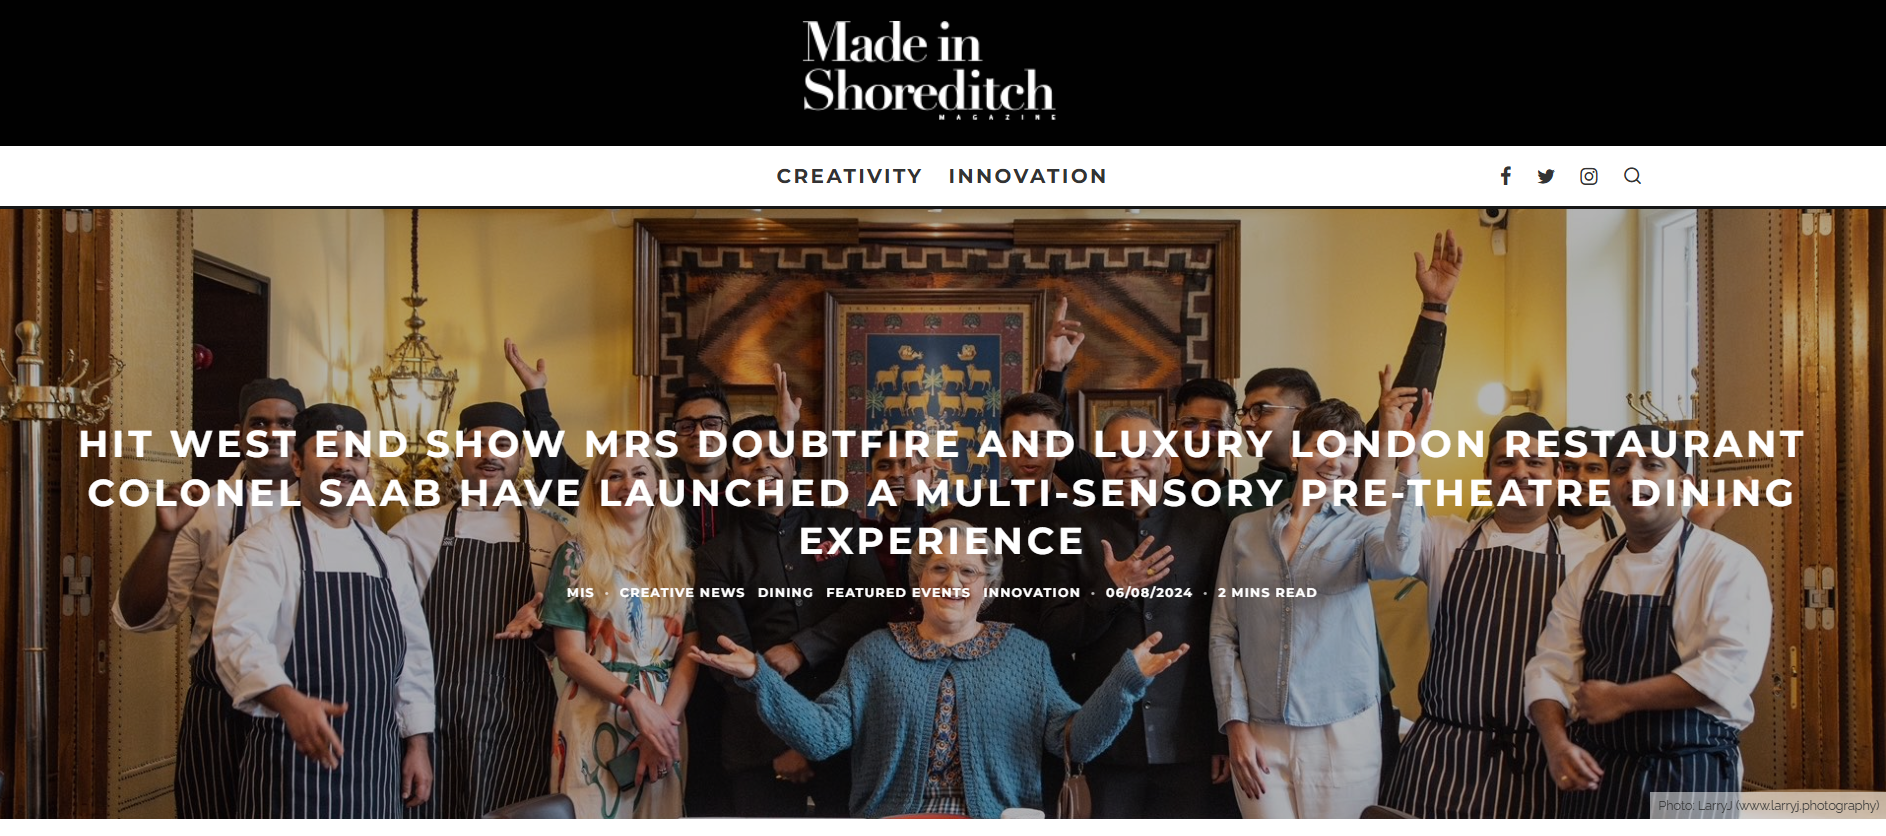 Made in
Shoreditch
MAGAZINE
CREATIVITY INNOVATION
HIT WEST END SHOW MRS DOUBTFIRE AND LUXURY LONDON RESTAURANT
COLONEL SAAB HAVE LAUNCHED A MULTI-SENSORY PRE-THEATRE DINING
EXPERIENCE
MIS · CREATIVE NEWS DINING FEATURED EVENTS INNOVATION · 06/08/2024 · 2 MINS READ
Photo: LarryJ (www.larryj.photography)